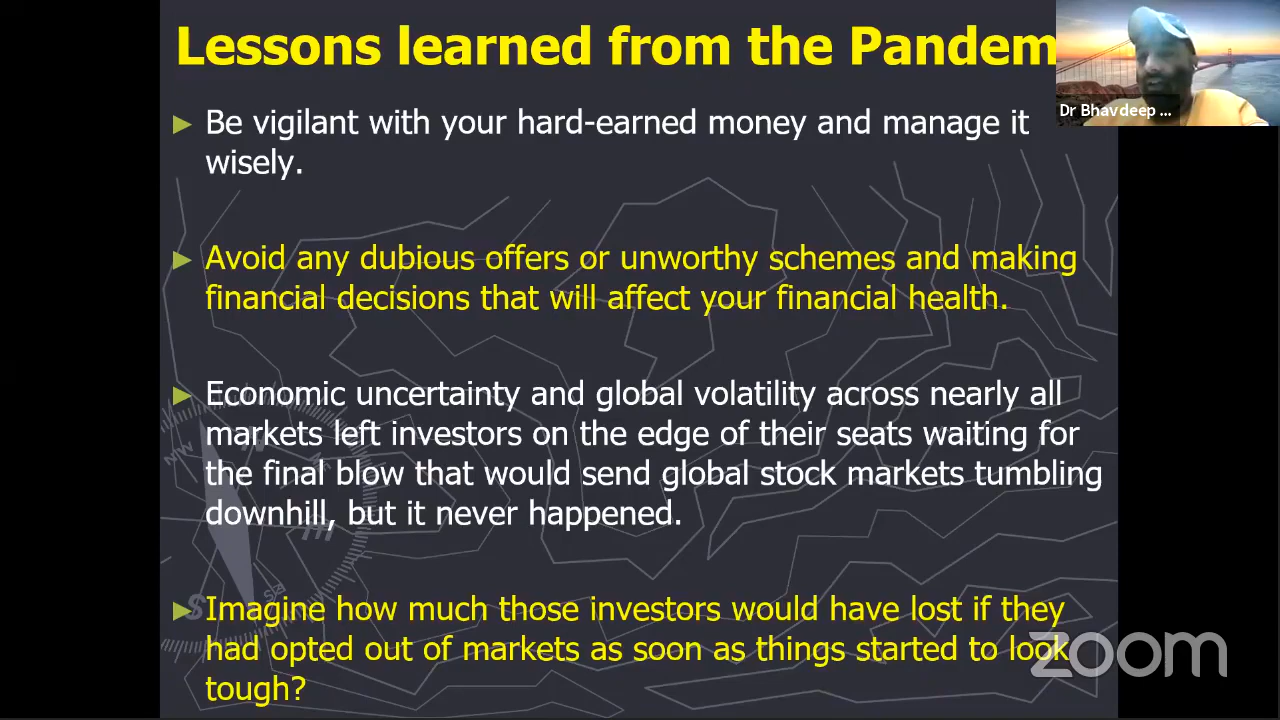 Lessons learned from the Pandem
Dr Bhavdeep ...
► Be vigilant with your hard-earned money and manage it
wisely.
► Avoid any dubious offers or unworthy schemes and making
financial decisions that will affect your financial health.
► Economic uncertainty and global volatility across nearly all
markets left investors on the edge of their seats waiting for
the final blow that would send global stock markets tumbling
downhill, but it never happened.
► Imagine how much those investors would have lost if they
had opted out of markets as soon as things started to look
tough?
zoom
NW
N
S
SE